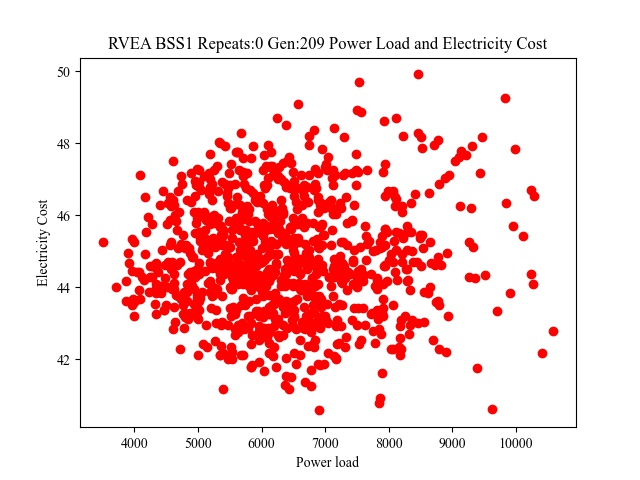 RVEA BSS1 Repeats:0 Gen:209 Power Load and Electricity Cost
50
48
46
44
42
Electricity Cost
4000 5000 6000 7000 8000 9000 10000
Power load